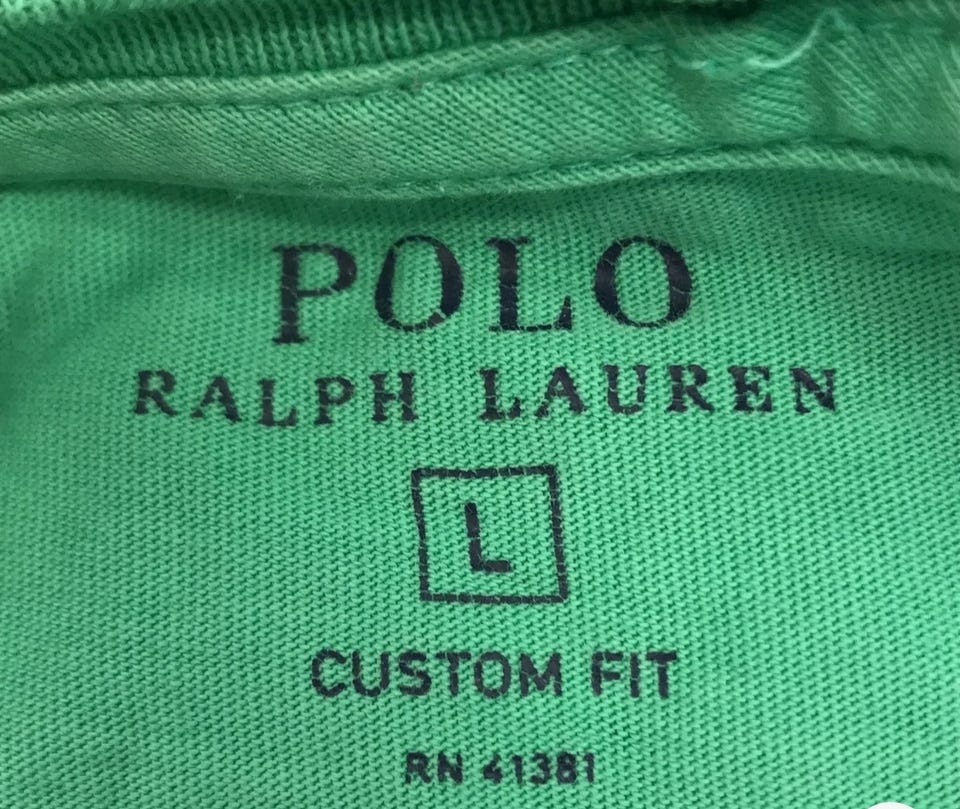 POLO
RALPH LAUREN
L
CUSTOM FIT
RN 41381